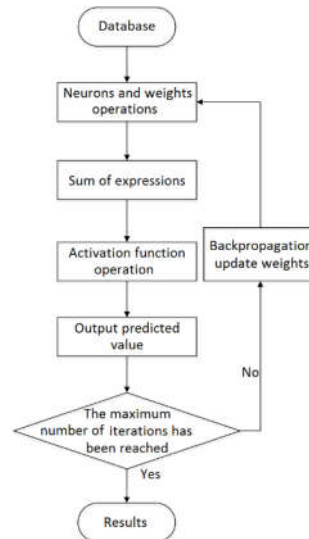 Database
Neurons and weights
operations
Sum of expressions
Activation function
operation
Backpropagation
update weights
Output predicted
value
No
The maximum
number of iterations has
been reached
Yes
Results